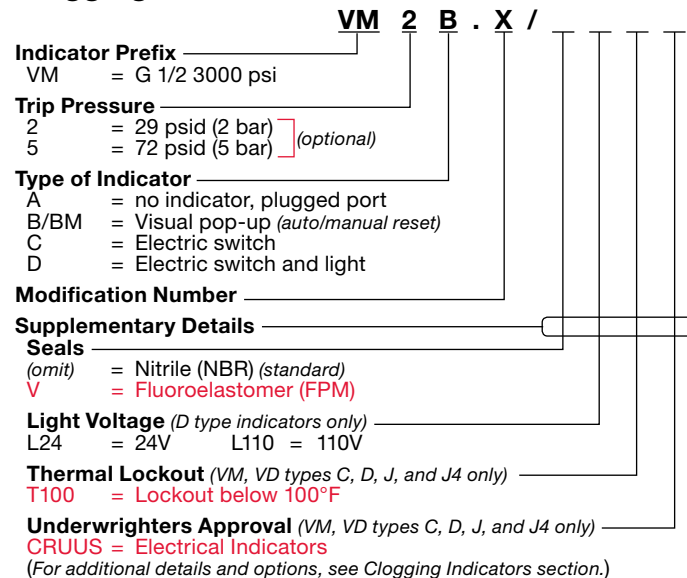 VM 2 B . X /
Indicator Prefix
VM = G 1/2 3000 psi
Trip Pressure
2 = 29 psid (2 bar)
5 = 72 psid (5 bar)
(optional)
Type of Indicator
A = no indicator, plugged port
B/BM = Visual pop-up (auto/manual reset)
C = Electric switch
D = Electric switch and light
Modification Number
Supplementary Details
Seals
(omit) = Nitrile (NBR) (standard)
V = Fluoroelastomer (FPM)
Light Voltage (D type indicators only)
L24 = 24V L110 = 110V
Thermal Lockout (VM, VD types C, D, J, and J4 only)
T100 = Lockout below 100°F
Underwrighters Approval (VM, VD types C, D, J, and J4 only)
CRUUS = Electrical Indicators
(For additional details and options, see Clogging Indicators section.)